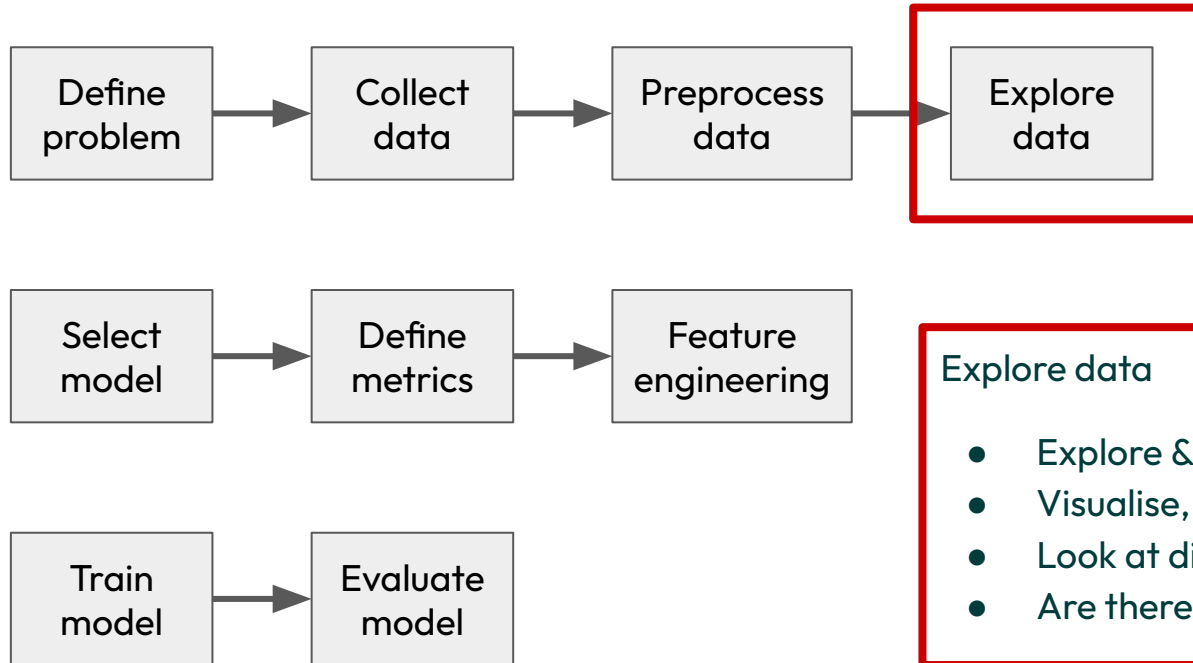 Define
problem
Collect
data
Preprocess
data
Explore
data
Select
model
Define
metrics
Feature
engineering
Explore data
● Explore &
● Visualise,
● Look at
● Are there
Train
model
Evaluate
model